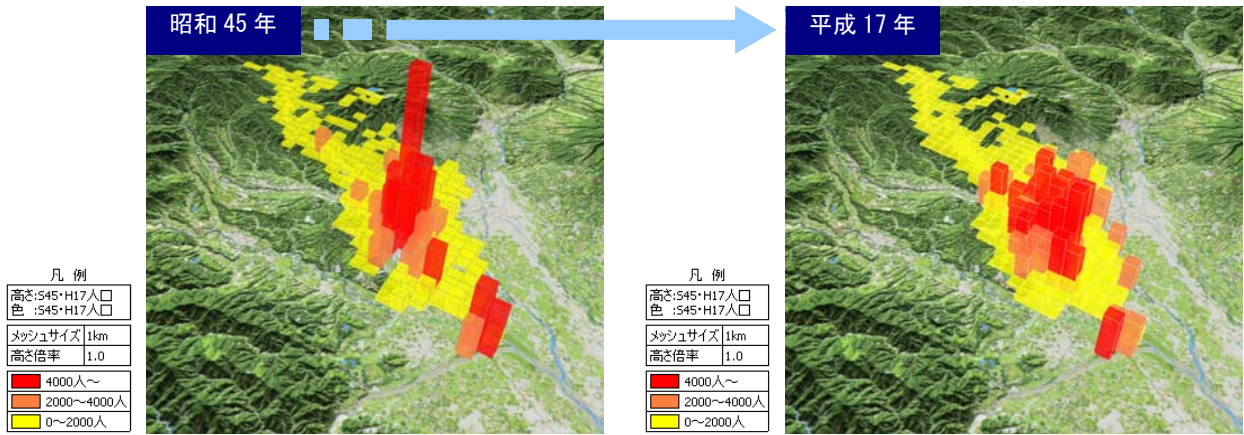 昭和 45 年
平成 17 年
凡 例
高さ:S45・H17人口
色 :S45・H17人口
メッシュサイズ 1km
高さ倍率 1.0
4000人～
2000～4000人
0～2000人
凡 例
高さ:S45・H17人口
色 :S45・H17人口
メッシュサイズ 1km
高さ倍率 1.0
4000人～
2000～4000人
0～2000人